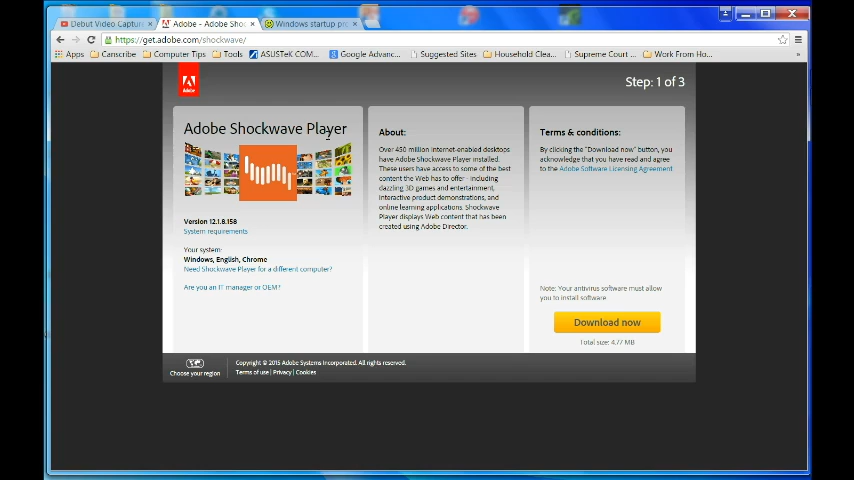 Debut Video Captur
Adobe - Adobe Shoc
Windows startup pr
https://get.adobe.com/shockwave/
Apps
Canscribe
Computer Tips
Tools
ASUSTeK COM...
Google Advanc...
Suggested Sites
Household Clea...
Supreme Court ...
Work From Ho...
»
Adobe
Step: 1 of 3
Adobe Shockwave Player
Version 12.1.8.158
System requirements
Your system:
Windows, English, Chrome
Need Shockwave Player for a different computer?
Are you an IT manager or OEM?
About:
Over 450 million Internet-enabled desktops
have Adobe Shockwave Player installed.
These users have access to some of the best
content the Web has to offer - including
dazzling 3D games and entertainment,
interactive product demonstrations, and
online learning applications. Shockwave
Player displays Web content that has been
created using Adobe Director.
Terms & conditions:
By clicking the "Download now" button, you
acknowledge that you have read and agree
to the Adobe Software Licensing Agreement
Note: Your antivirus software must allow
you to install software
Download now
Total size: 4.77 MB
Choose your region
Copyright © 2015 Adobe Systems Incorporated. All rights reserved.
Terms of use | Privacy | Cookies